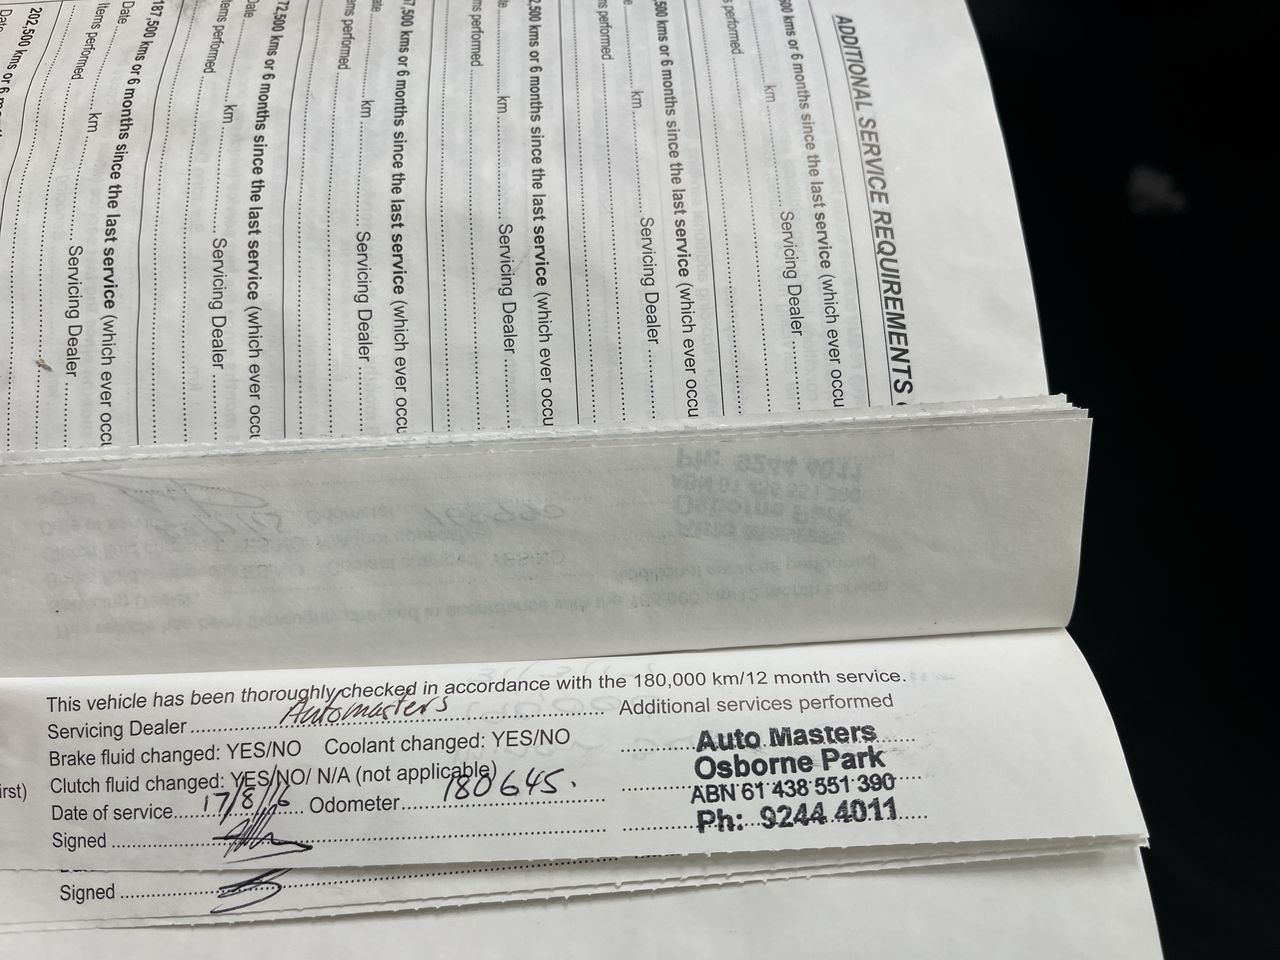 ADDITIONAL SERVICE REQUIREMENTS
or 6 months since the last service (which ever occu
km Servicing Dealer
performed
500 kms or 6 months since the last service (which ever occu
km Servicing Dealer
performed
2,500 kms or 6 months since the last service (which ever occu
km Servicing Dealer
performed
7,500 kms or 6 months since the last service (which ever occu
km Servicing Dealer
performed
72,500 kms or 6 months since the last service (which ever occu
Date km Servicing Dealer
Items performed
187,500 kms or 6 months since the last service (which ever occu
Date km Servicing Dealer
Items performed
202,500 kms or 6 m
Date
This vehicle has been thoroughly checked in accordance with the 180,000 km/12 month service.
Servicing Dealer Automasters Additional services performed
Brake fluid changed: YES/NO Coolant changed: YES/NO
Clutch fluid changed: YES/NO/ N/A (not applicable)
irst)
Date of service 17/8/16 Odometer 180645.
Signed
Auto Masters
Osborne Park
ABN 61 438 551 390
Ph: 9244 4011
Signed